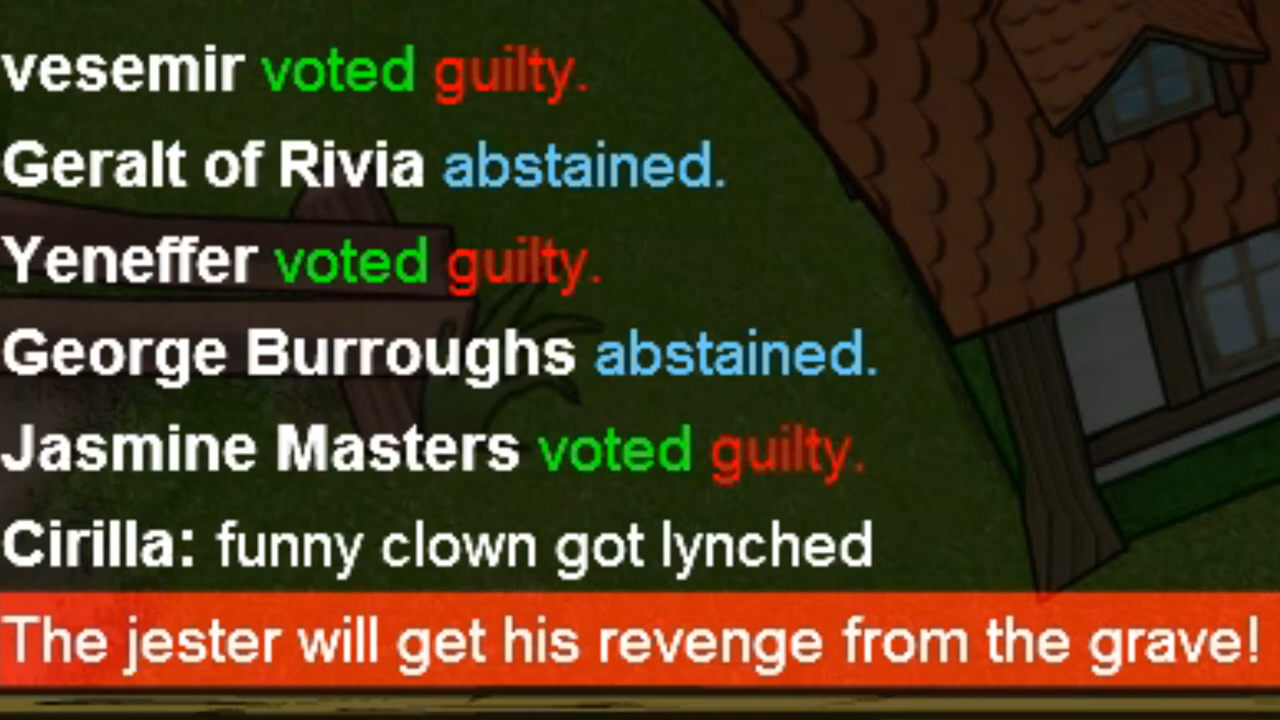 vesemir voted guilty.
Geralt of Rivia abstained.
Yeneffer voted guilty.
George Burroughs abstained.
Jasmine Masters voted guilty.
Cirilla: funny clown got lynched
The jester will get his revenge from the grave!